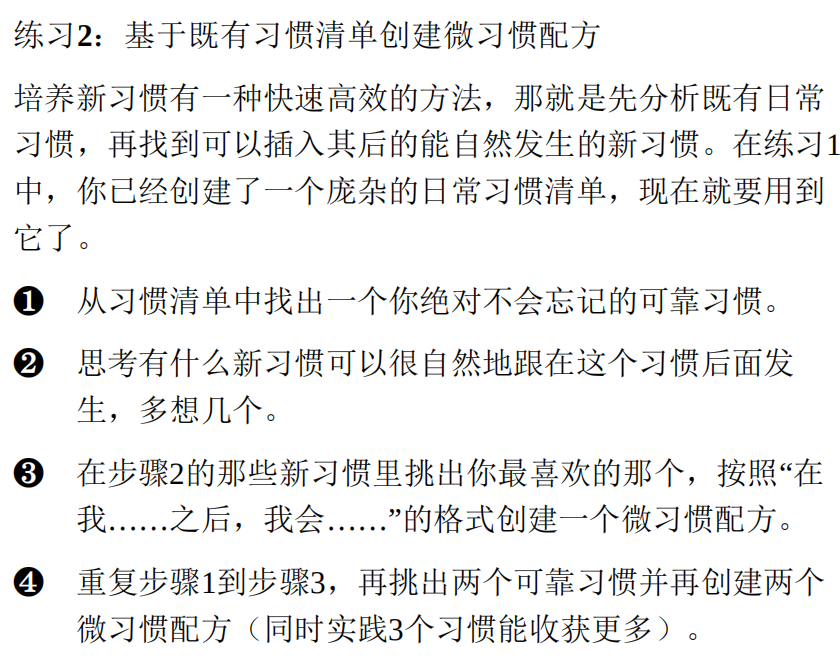 练习2：基于既有习惯清单创建微习惯配方
培养新习惯有一种快速高效的方法，那就是先分析既有日常
习惯，再找到可以插入其后的能自然发生的新习惯。在练习1
中，你已经创建了一个庞杂的日常习惯清单，现在就要用到
它了。
❶ 从习惯清单中找出一个你绝对不会忘记的可靠习惯。
❷ 思考有什么新习惯可以很自然地跟在这个习惯后面发
生，多想几个。
❸ 在步骤2的那些新习惯里挑出你最喜欢的那个，按照“在
我……之后，我会……”的格式创建一个微习惯配方。
❹ 重复步骤1到步骤3，再挑出两个可靠习惯并再创建两个
微习惯配方（同时实践3个习惯能收获更多）。